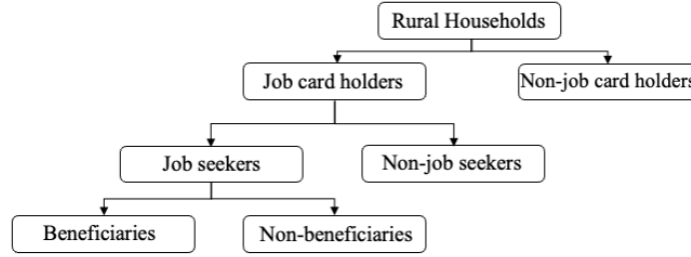 Rural Households
Job card holders
Non-job card holders
Job seekers
Non-job seekers
Beneficiaries
Non-beneficiaries